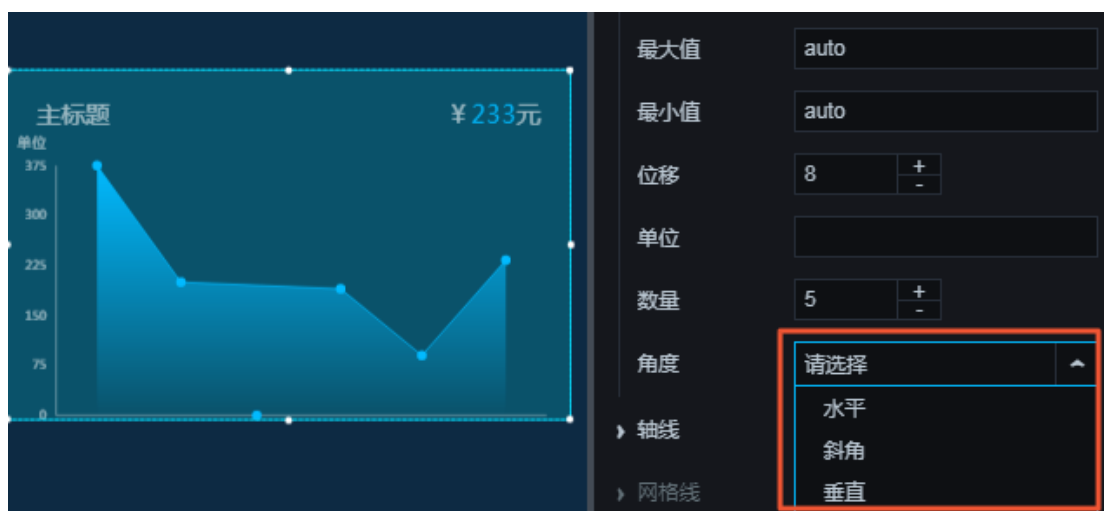 主标题
¥ 233元
单位
375
300
225
150
75
0
最大值 auto
最小值 auto
位移 8 + -
单位
数量 5 + -
角度 请选择
水平
斜角
垂直
轴线
网格线